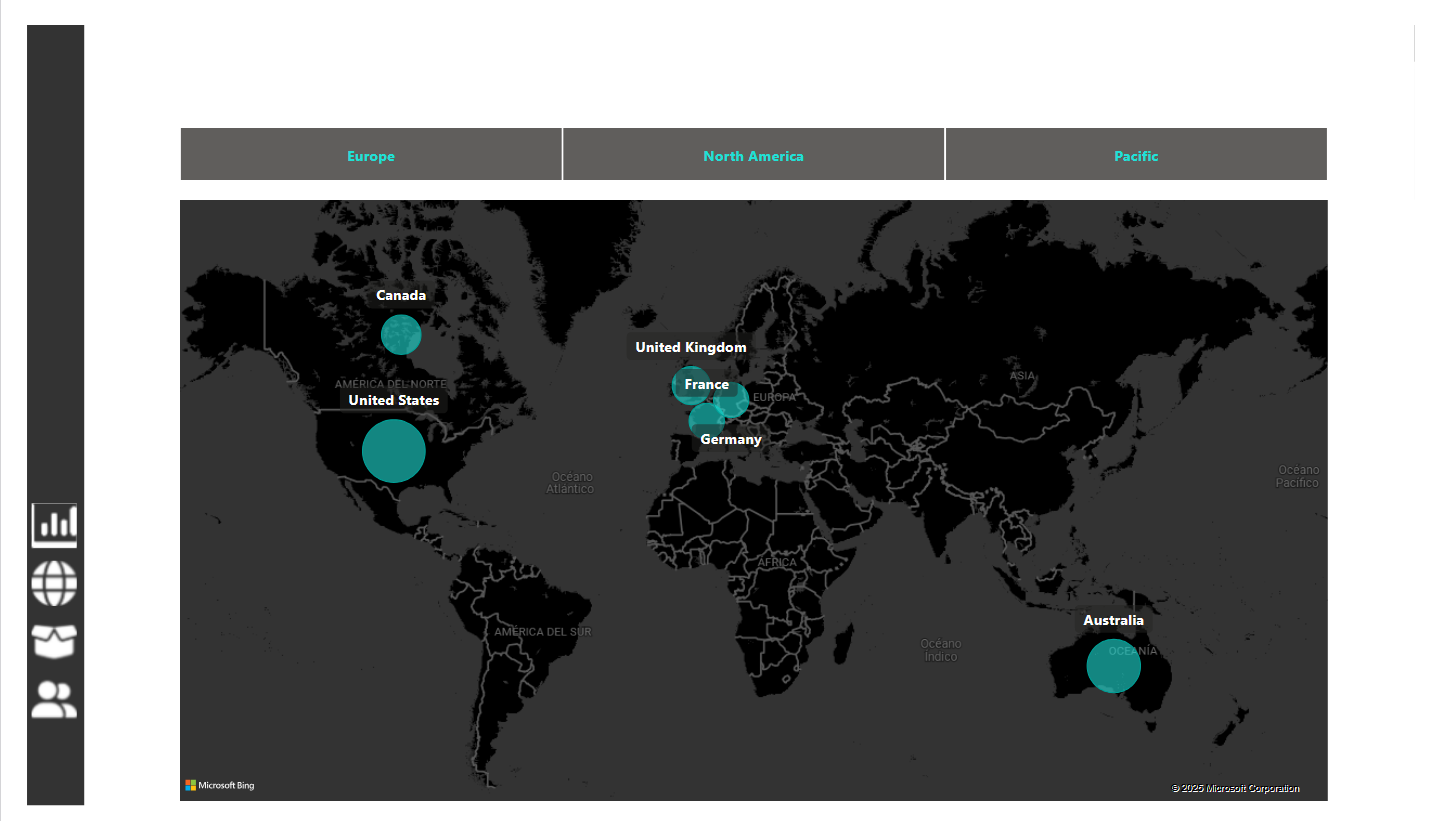 Europe
North America
Pacific
Canada
United Kingdom
ASIA
AMÉRICA DEL NORTE
France
United States
EUROPA
Germany
Océano
Pacífico
Océano
Atlántico
ÁFRICA
Australia
AMÉRICA DEL SUR
Océano
Índico
OCEANÍA
Microsoft Bing
© 2025 Microsoft Corporation